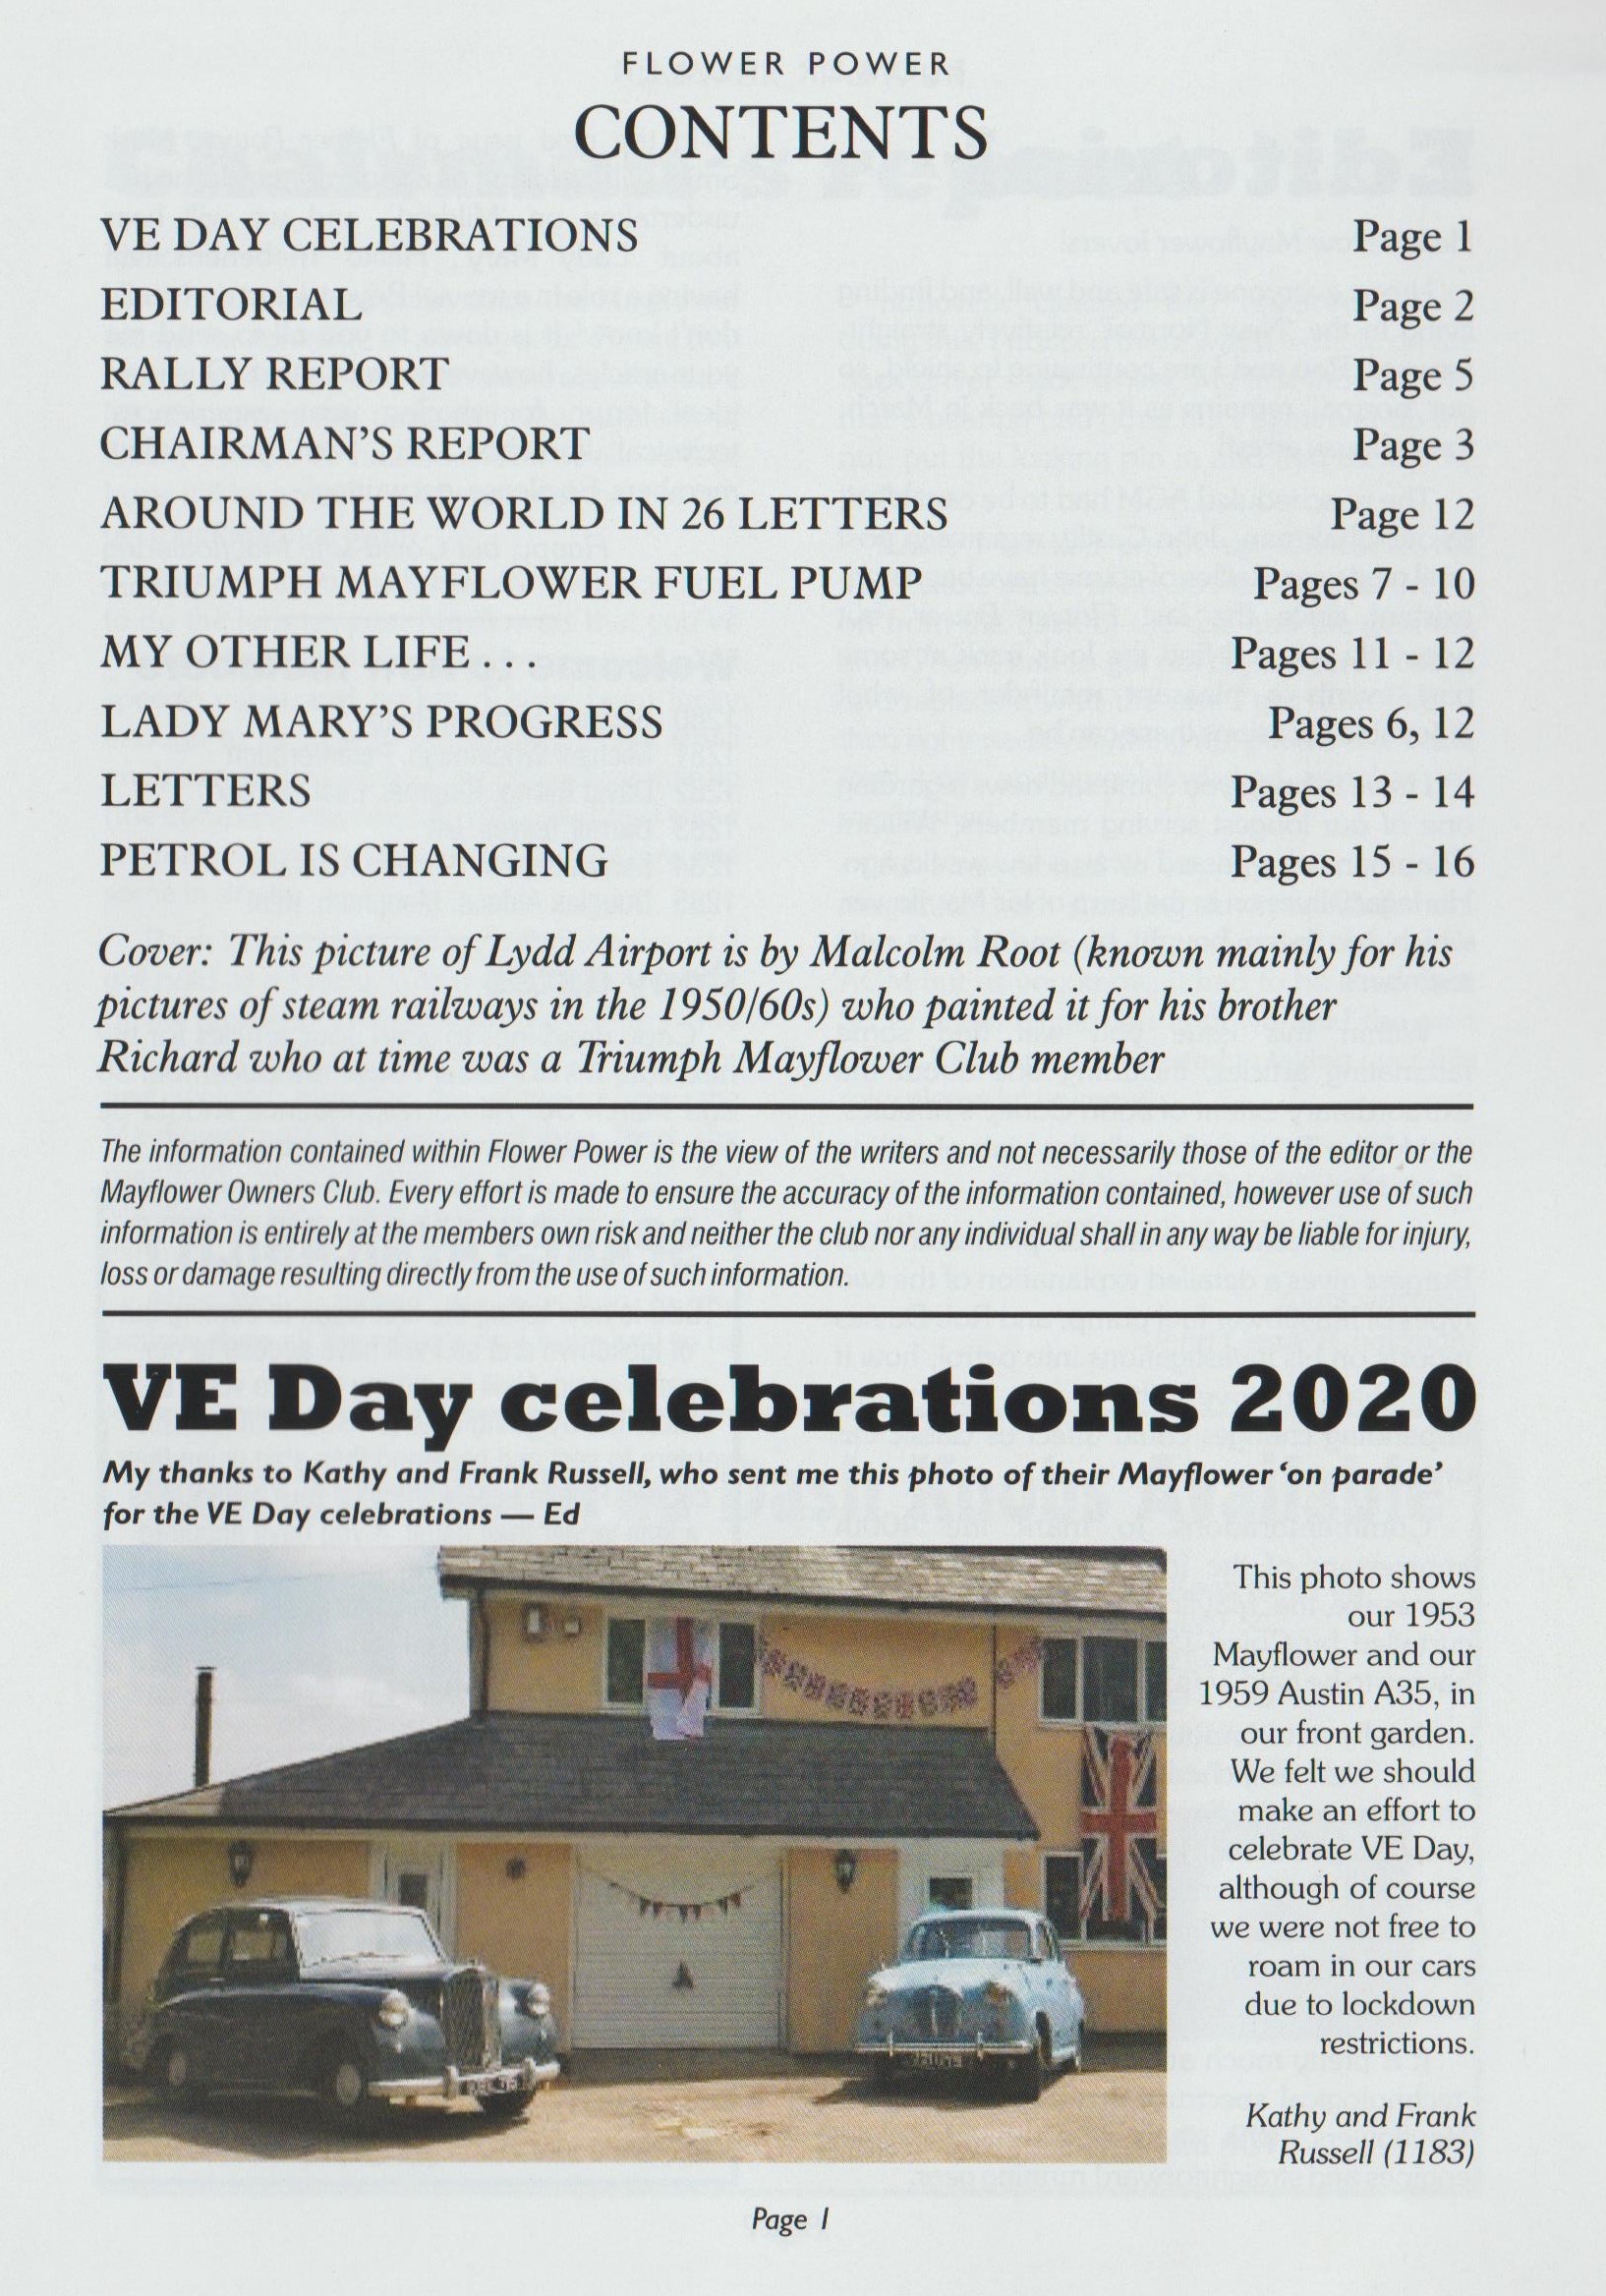 FLOWER POWER
CONTENTS
VE DAY CELEBRATIONS Page 1
EDITORIAL Page 2
RALLY REPORT Page 5
CHAIRMAN'S REPORT Page 3
AROUND THE WORLD IN 26 LETTERS Page 12
TRIUMPH MAYFLOWER FUEL PUMP Pages 7 - 10
MY OTHER LIFE . . . Pages 11 - 12
LADY MARY'S PROGRESS Pages 6, 12
LETTERS Pages 13 - 14
PETROL IS CHANGING Pages 15 - 16
Cover: This picture of Lydd Airport is by Malcolm Root (known mainly for his
pictures of steam railways in the 1950/60s) who painted it for his brother
Richard who at time was a Triumph Mayflower Club member
The information contained within Flower Power is the view of the writers and not necessarily those of the editor or the
Mayflower Owners Club. Every effort is made to ensure the accuracy of the information contained, however use of such
information is entirely at the members own risk and neither the club nor any individual shall in any way be liable for injury,
loss or damage resulting directly from the use of such information.
VE Day celebrations 2020
My thanks to Kathy and Frank Russell, who sent me this photo of their Mayflower 'on parade'
for the VE Day celebrations — Ed
This photo shows
our 1953
Mayflower and our
1959 Austin A35, in
our front garden.
We felt we should
make an effort to
celebrate VE Day,
although of course
we were not free to
roam in our cars
due to lockdown
restrictions.
Kathy and Frank
Russell (1183)
Page 1